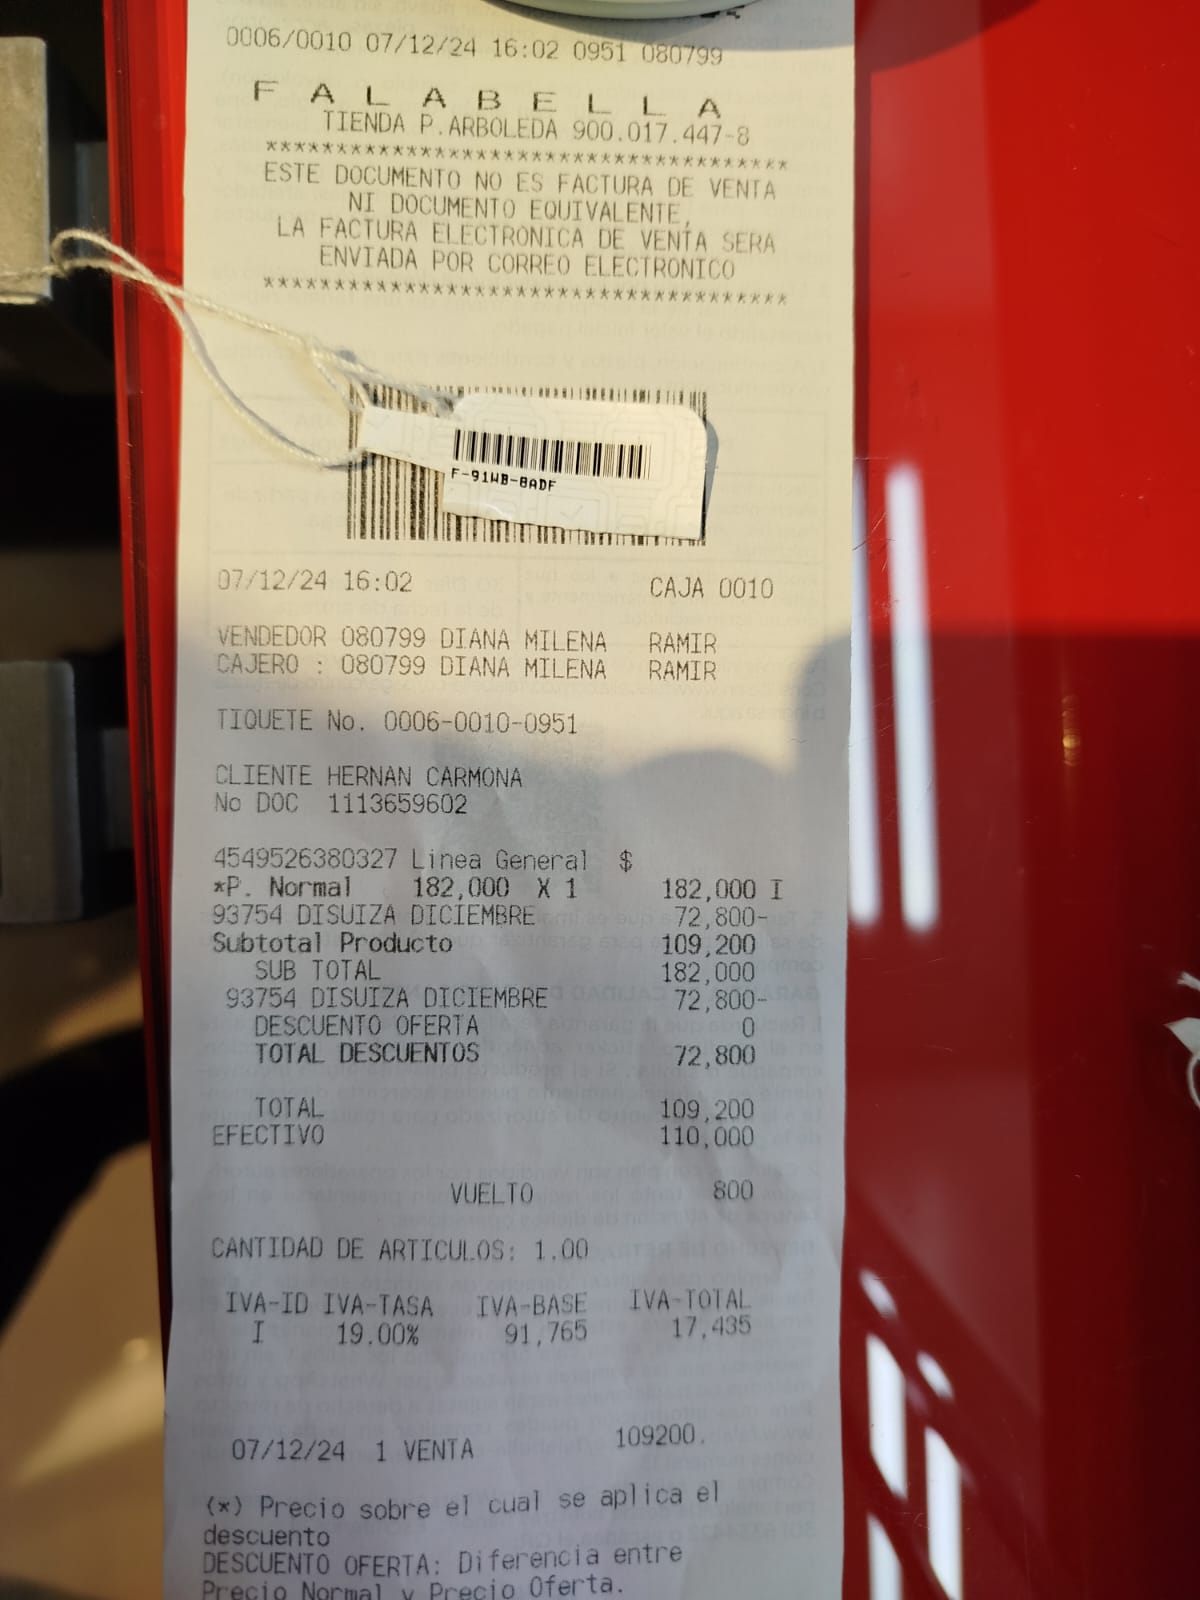 0006/0010 07/12/24 16:02 0951 080799
FALABELLA
TIENDA P.ARBOLEDA 900.017.447-8
****************************************
ESTE DOCUMENTO NO ES FACTURA DE VENTA
NI DOCUMENTO EQUIVALENTE,
LA FACTURA ELECTRONICA DE VENTA SERA
ENVIADA POR CORREO ELECTRONICO
****************************************
F-91WB-8ADF
07/12/24 16:02 CAJA 0010
VENDEDOR 080799 DIANA MILENA RAMIR
CAJERO : 080799 DIANA MILENA RAMIR
TIQUETE No. 0006-0010-0951
CLIENTE HERNAN CARMONA
No DOC 1113659602
4549526380327 Linea General $
*P. Normal 182,000 X 1 182,000 I
93754 DISUIZA DICIEMBRE 72,800-
Subtotal Producto 109,200
SUB TOTAL 182,000
93754 DISUIZA DICIEMBRE 72,800-
DESCUENTO OFERTA 0
TOTAL DESCUENTOS 72,800
TOTAL 109,200
EFECTIVO 110,000
VUELTO 800
CANTIDAD DE ARTICULOS: 1.00
IVA-ID IVA-TASA IVA-BASE IVA-TOTAL
I 19.00% 91,765 17,435
07/12/24 1 VENTA 109200.
(*) Precio sobre el cual se aplica el
descuento
DESCUENTO OFERTA: Diferencia entre
Precio Normal y Precio Oferta.